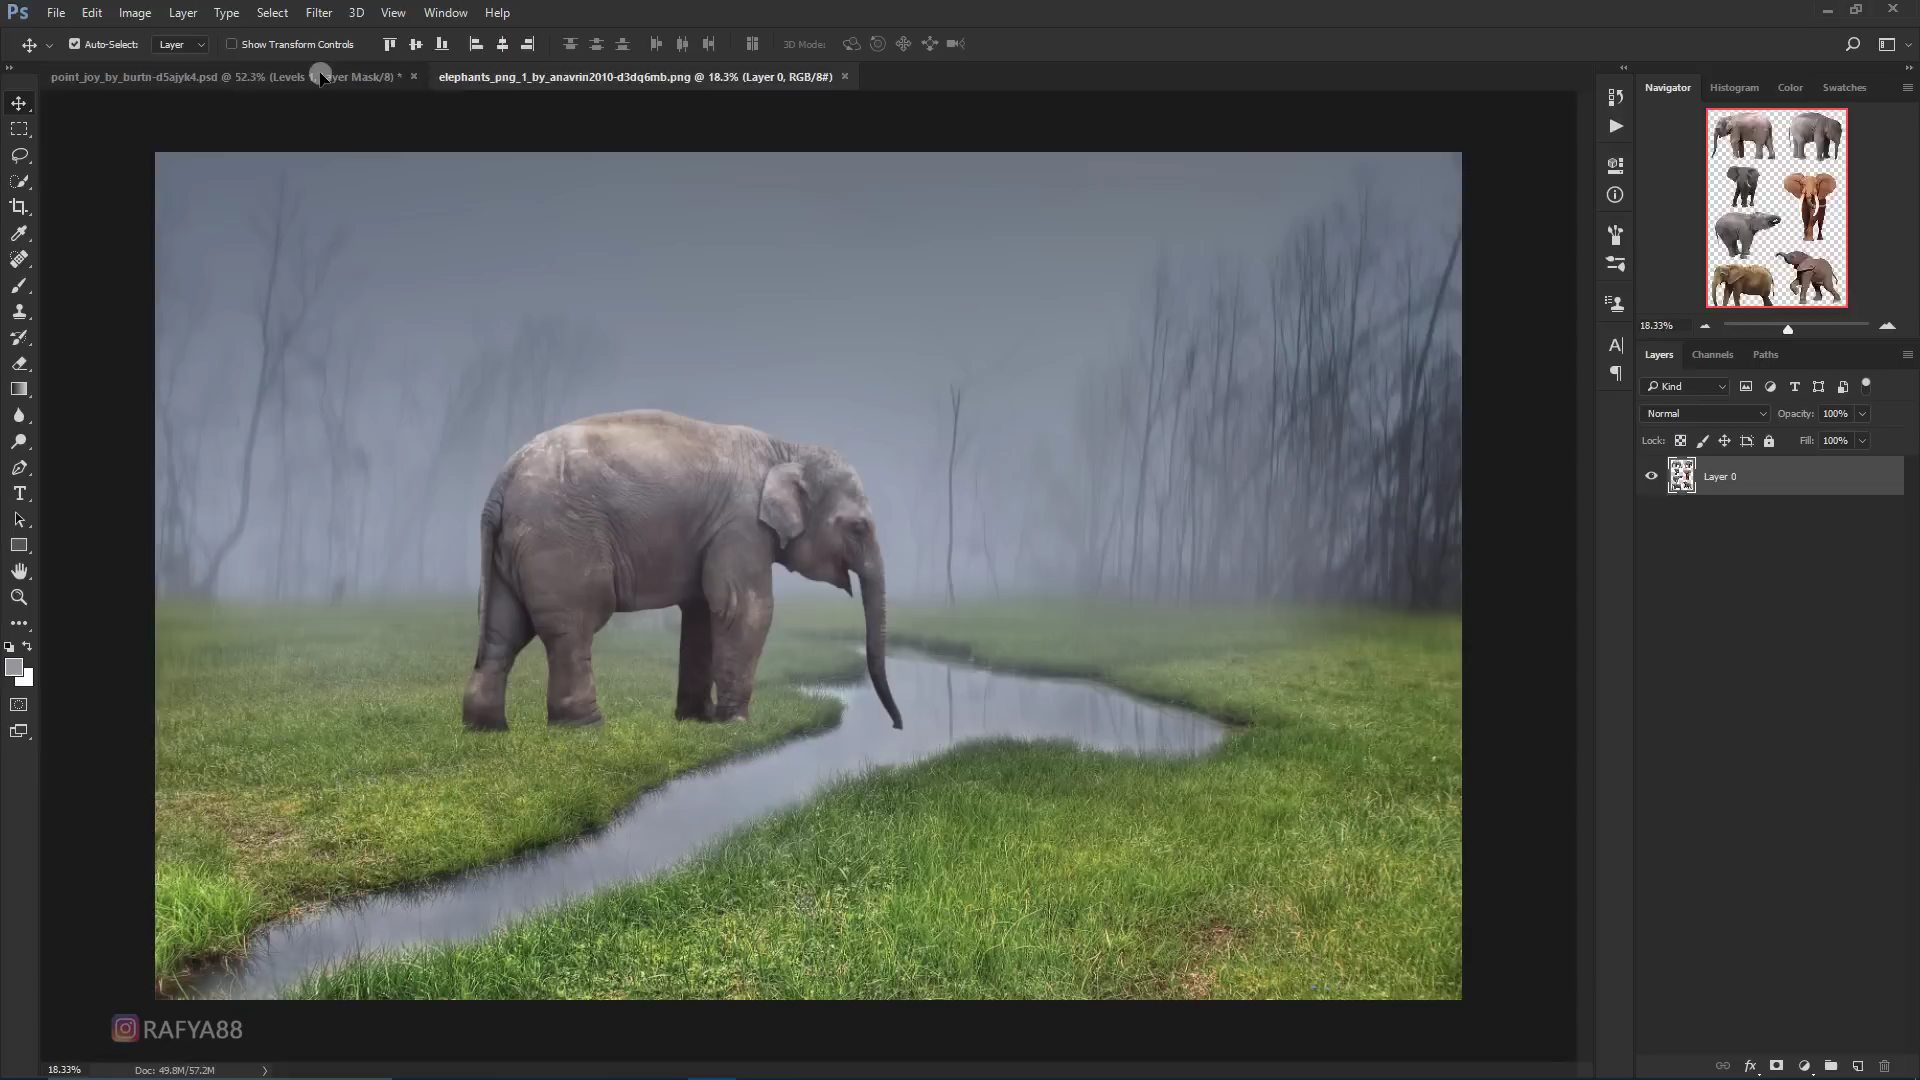 Ps File Edit Image Layer Type Select Filter 3D View Window Help
Auto-Select: Layer Show Transform Controls 3D Mode:
point_joy_by_burtn-d5ajyk4.psd @ 52.3% (Levels yer Mask/8) * elephants_png_1_by_anavrin2010-d3dq6mb.png @ 18.3% (Layer 0, RGB/8#)
Navigator Histogram Color Swatches
18.33%
Layers Channels Paths
Kind
Normal Opacity: 100%
Lock: Fill: 100%
Layer 0
RAFYA88
18.33% Doc: 49.8M/57.2M